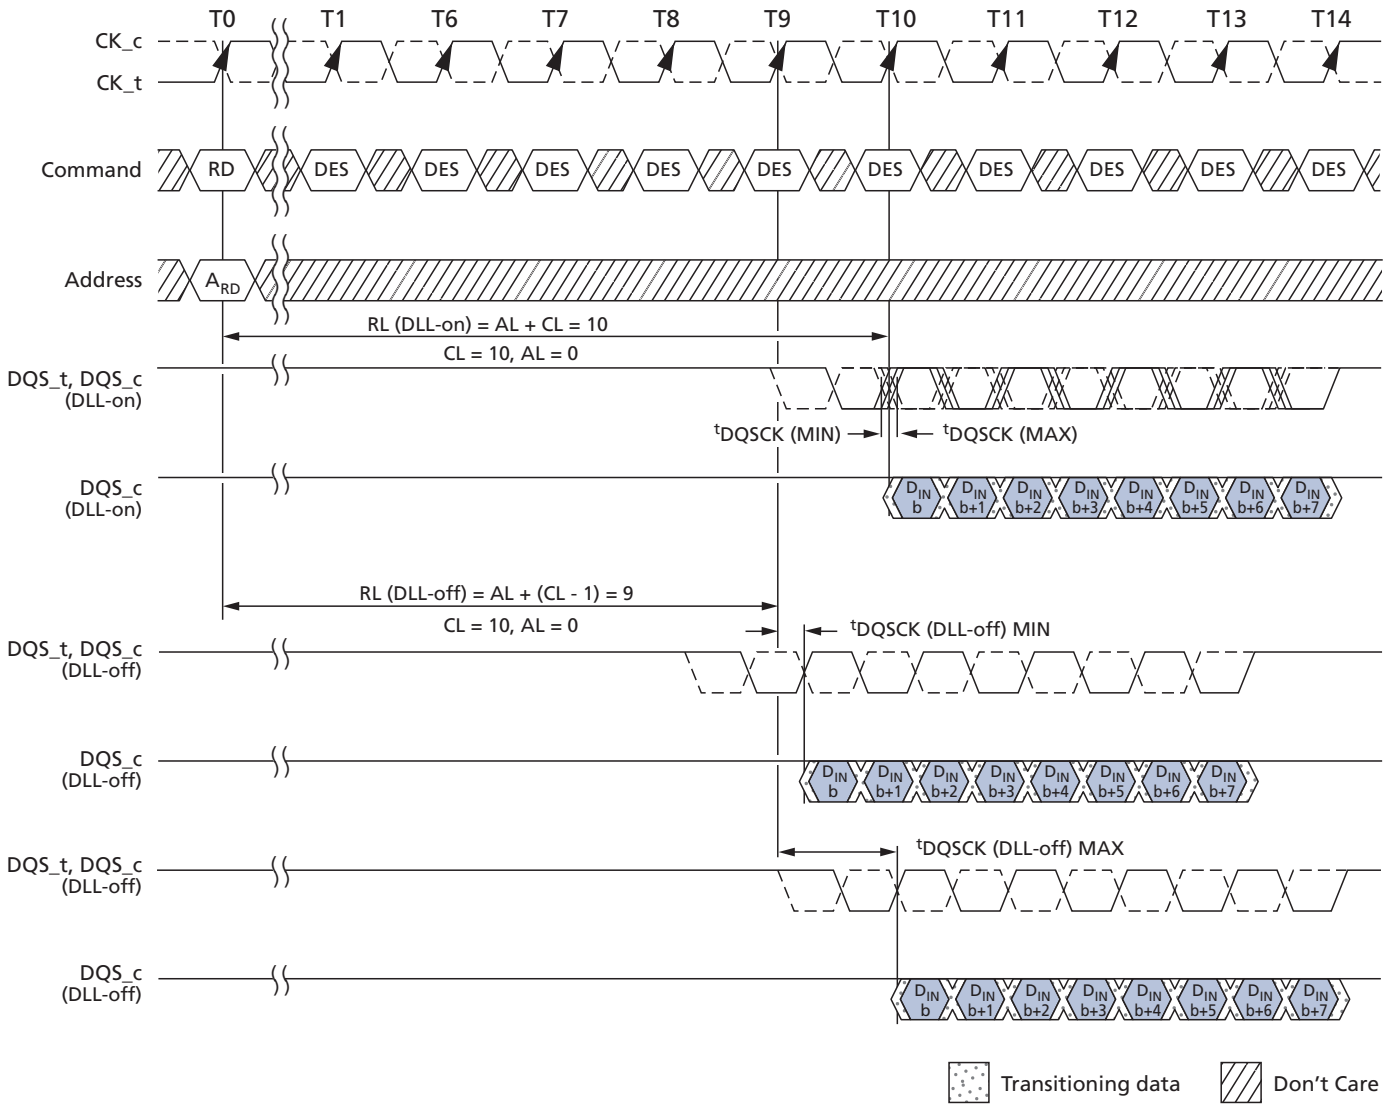 T0 T1 T6 T7 T8 T9 T10 T11 T12 T13 T14
CK_c
CK_t
Command RD DES DES DES DES DES DES DES DES DES DES
Address ARD
RL (DLL-on) = AL + CL = 10
CL = 10, AL = 0
DQS_t, DQS_c
(DLL-on)
tDQSCK (MIN) tDQSCK (MAX)
DQS_c
(DLL-on)
DIN b DIN b+1 DIN b+2 DIN b+3 DIN b+4 DIN b+5 DIN b+6 DIN b+7
RL (DLL-off) = AL + (CL - 1) = 9
CL = 10, AL = 0
tDQSCK (DLL-off) MIN
DQS_t, DQS_c
(DLL-off)
DQS_c
(DLL-off)
DIN b DIN b+1 DIN b+2 DIN b+3 DIN b+4 DIN b+5 DIN b+6 DIN b+7
tDQSCK (DLL-off) MAX
DQS_t, DQS_c
(DLL-off)
DQS_c
(DLL-off)
DIN b DIN b+1 DIN b+2 DIN b+3 DIN b+4 DIN b+5 DIN b+6 DIN b+7
Transitioning data Don't Care